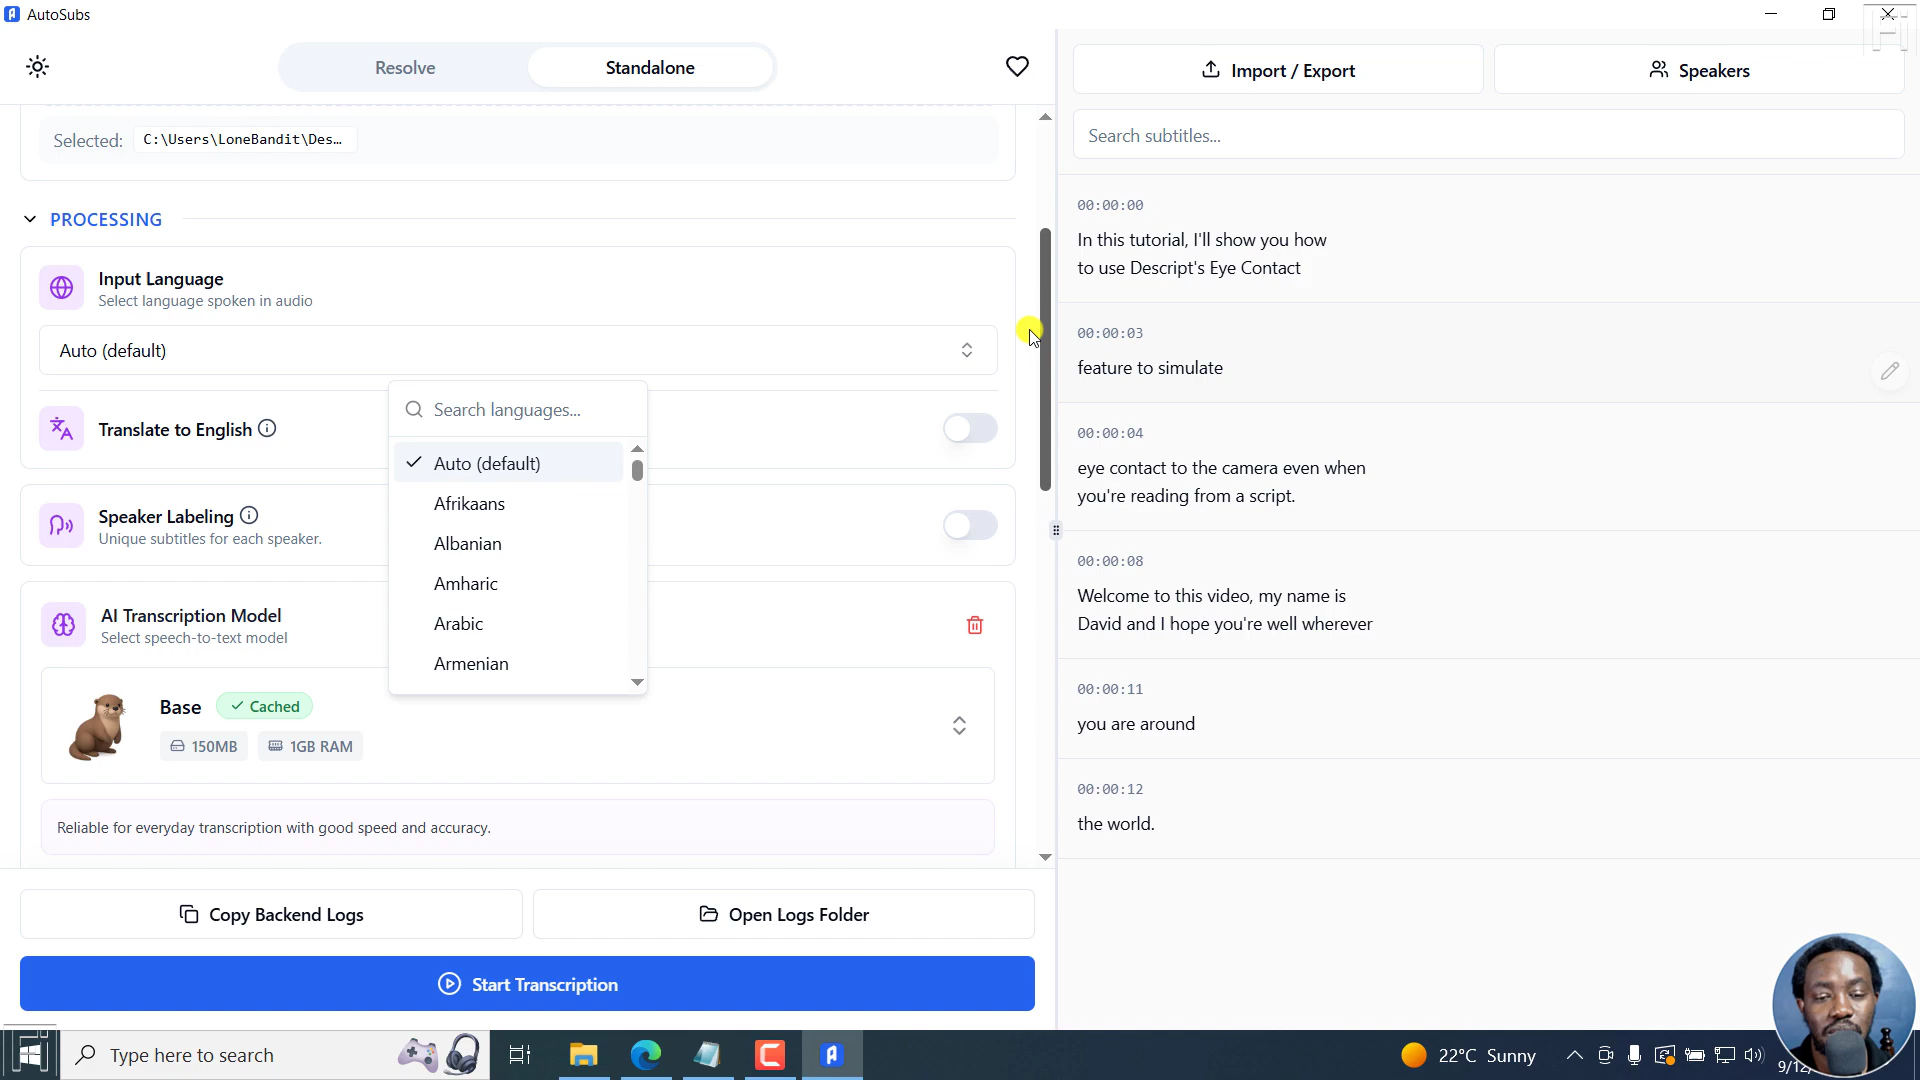 AutoSubs
Resolve
Standalone
Selected: C:\Users\LoneBandit\Des…
PROCESSING
Input Language
Select language spoken in audio
Auto (default)
Search languages...
Translate to English
Auto (default)
Afrikaans
Speaker Labeling
Unique subtitles for each speaker.
Albanian
Amharic
AI Transcription Model
Select speech-to-text model
Arabic
Armenian
Base
Cached
150MB
1GB RAM
Reliable for everyday transcription with good speed and accuracy.
Copy Backend Logs
Open Logs Folder
Start Transcription
Import / Export
Speakers
Search subtitles...
00:00:00
In this tutorial, I'll show you how
to use Descript's Eye Contact
00:00:03
feature to simulate
00:00:04
eye contact to the camera even when
you're reading from a script.
00:00:08
Welcome to this video, my name is
David and I hope you're well wherever
00:00:11
you are around
00:00:12
the world.
Type here to search
22°C Sunny